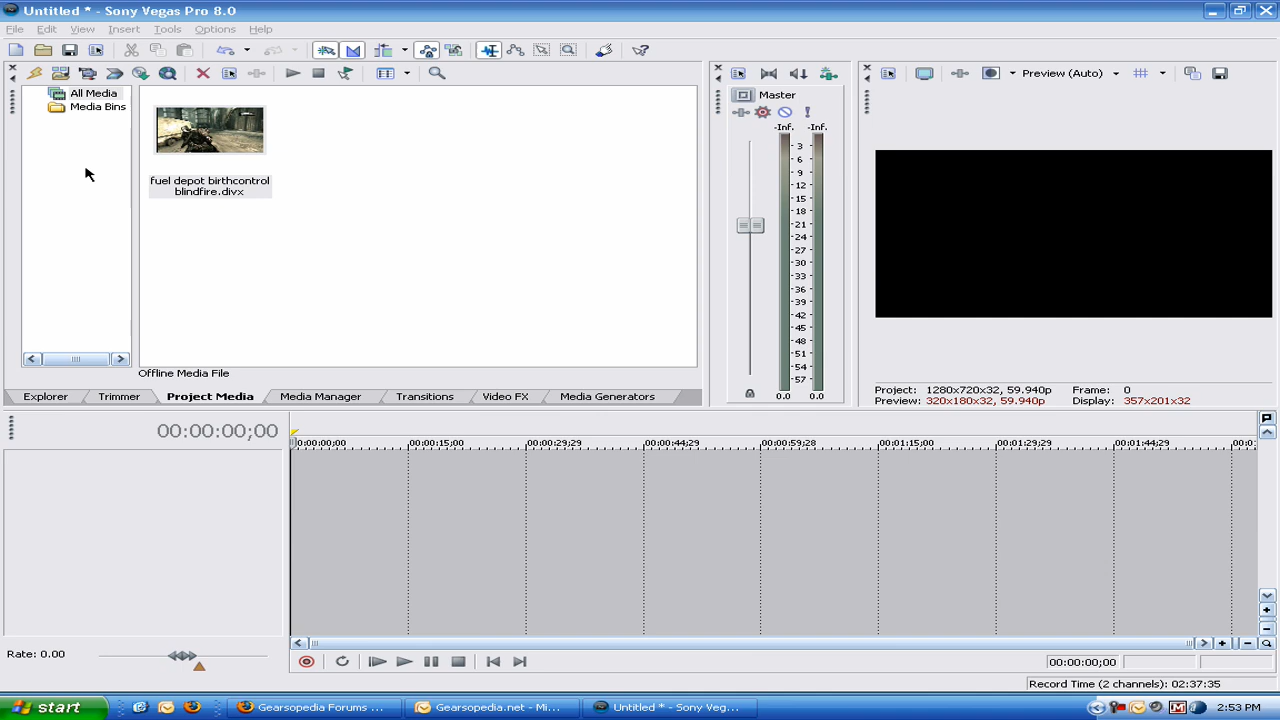 Untitled * - Sony Vegas Pro 8.0
File Edit View Insert Tools Options Help
All Media
Media Bins
fuel depot birthcontrol
blindfire.divx
Offline Media File
Explorer Trimmer Project Media Media Manager Transitions Video FX Media Generators
Master
-Inf. -Inf.
3
6
9
12
15
18
21
24
27
30
33
36
39
42
45
48
51
54
57
0.0 0.0
Preview (Auto)
Project: 1280x720x32, 59.940p Frame: 0
Preview: 320x180x32, 59.940p Display: 357x201x32
00:00:00;00
0:00:00;00 00:00:15;00 00:00:29;29 00:00:44;29 00:00:59;28 00:01:15;00 00:01:29;29 00:01:44;29 00:0
Rate: 0.00
00:00:00;00
Record Time (2 channels): 02:37:35
start Gearsopedia Forums ... Gearsopedia.net - Mi... Untitled * - Sony Veg... 2:53 PM